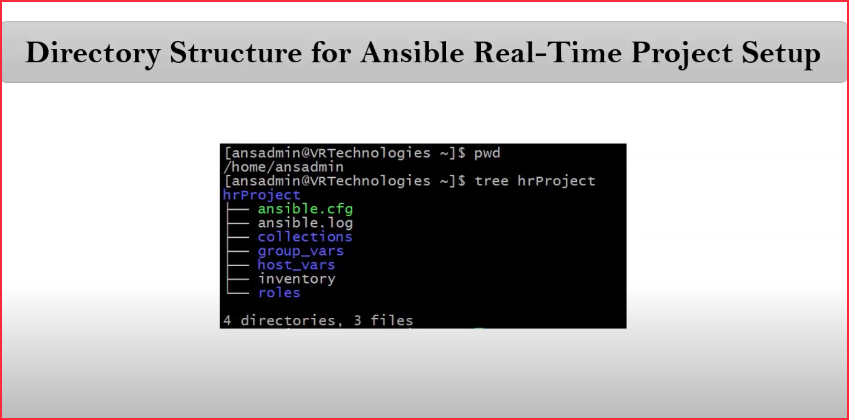 Directory Structure for Ansible Real-Time Project Setup
[ansadmin@VRTechnologies ~]$ pwd
/home/ansadmin
[ansadmin@VRTechnologies ~]$ tree hrProject
hrProject
├── ansible.cfg
├── ansible.log
├── collections
├── group_vars
├── host_vars
├── inventory
└── roles
4 directories, 3 files